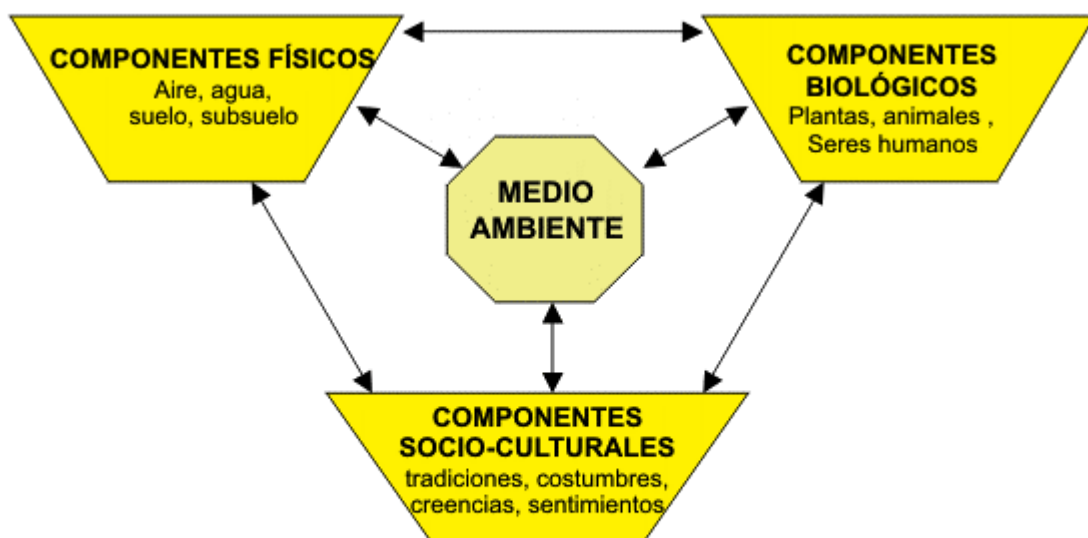 COMPONENTES FÍSICOS
Aire, agua,
suelo, subsuelo
COMPONENTES
BIOLÓGICOS
Plantas, animales ,
Seres humanos
MEDIO
AMBIENTE
COMPONENTES
SOCIO-CULTURALES
tradiciones, costumbres,
creencias, sentimientos